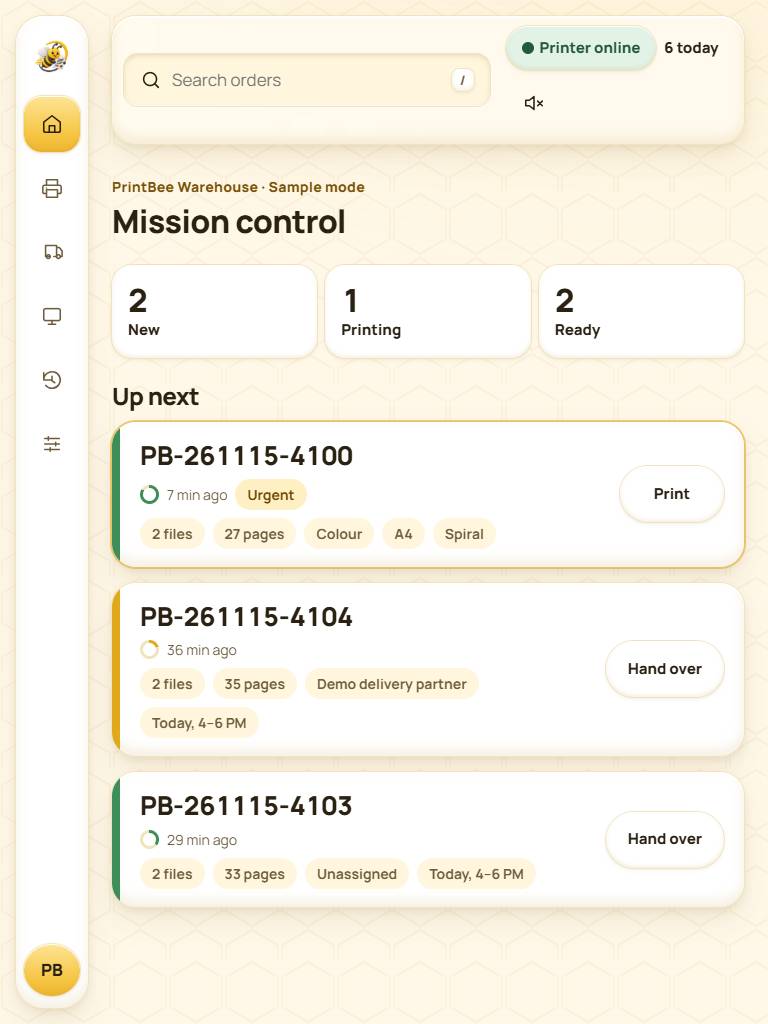 Search orders /
Printer online 6 today
PrintBee Warehouse · Sample mode
Mission control
2
New
1
Printing
2
Ready
Up next
PB-261115-4100
7 min ago Urgent
2 files 27 pages Colour A4 Spiral
Print
PB-261115-4104
36 min ago
2 files 35 pages Demo delivery partner
Today, 4–6 PM
Hand over
PB-261115-4103
29 min ago
2 files 33 pages Unassigned Today, 4–6 PM
Hand over
PB